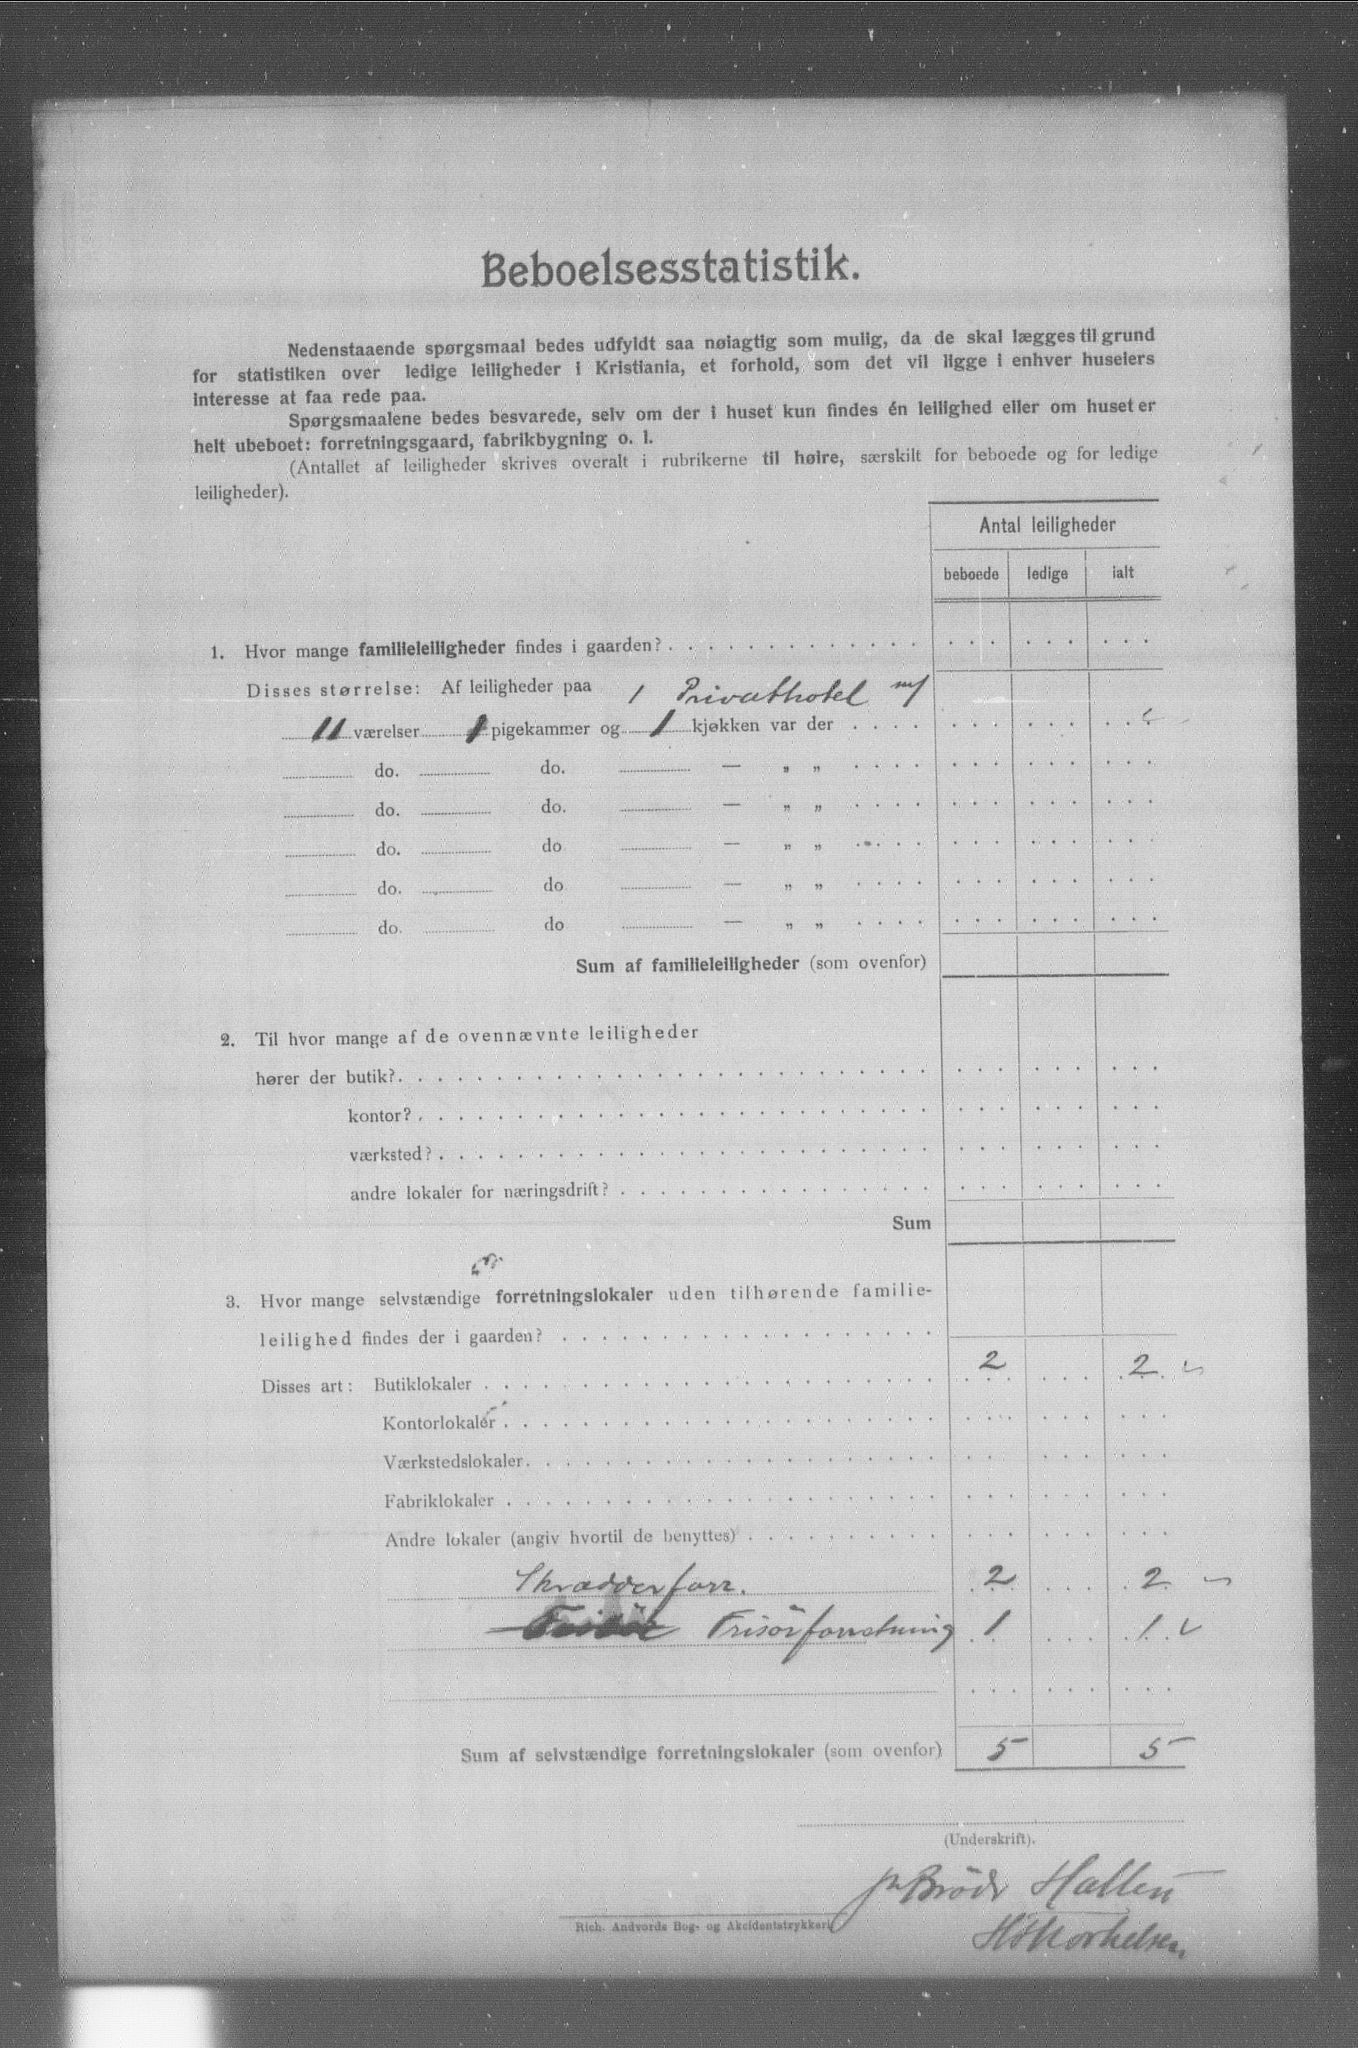 Beboelsesstatistik.
Nedenstaaende spørgsmaal bedes udfyldt saa nøiagtig som mulig, da de skal lægges til grund
for statistiken over ledige leiligheder i Kristiania, et forhold, som det vil ligge i enhver huseiers
interesse at faa rede paa.
Spørgsmaalene bedes besvarede, selv om der i huset kun findes én leilighed eller om huset er
helt ubeboet: forretningsgaard, fabrikbygning o. l.
(Antallet af leiligheder skrives overalt i rubrikerne til høire, særskilt for beboede og for ledige
leiligheder).
Antal leiligheder
beboede ledige ialt
1. Hvor mange familieleiligheder findes i gaarden?
Disses størrelse: Af leiligheder paa 1 Privathotel m/
11 værelser 1 pigekammer og 1 kjøkken var der
do. do. — „ „
do. do. — „ „
do. do — „ „
do. do — „ „
do. do — „ „
Sum af familieleiligheder (som ovenfor)
2. Til hvor mange af de ovennævnte leiligheder
hører der butik?
kontor?
værksted?
andre lokaler for næringsdrift?
Sum
3. Hvor mange selvstændige forretningslokaler uden tilhørende familie-
leilighed findes der i gaarden?
Disses art: Butiklokaler 2 2
Kontorlokaler
Værkstedslokaler
Fabriklokaler
Andre lokaler (angiv hvortil de benyttes)
Skrædderforr. 2 2
Frisørforretning 1 1
Sum af selvstændige forretningslokaler (som ovenfor) 5 5
(Underskrift).
pr Brødr Hallen
Rich. Andvords Bog- og Akcidentstrykkeri